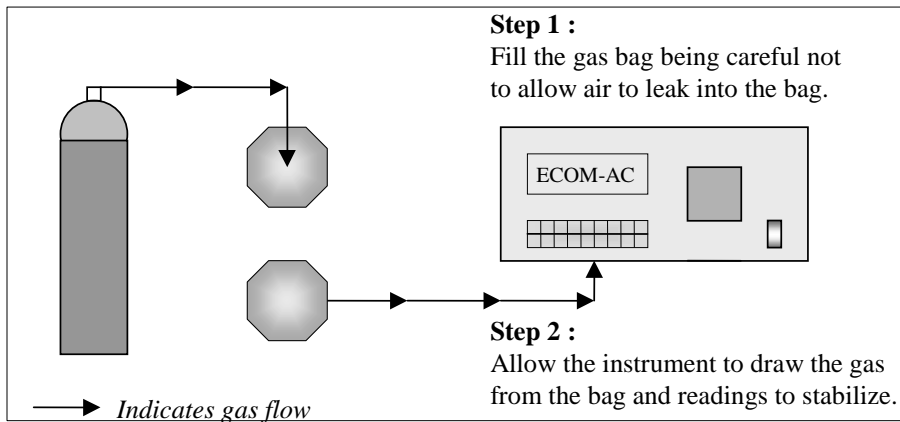 Step 1 :
Fill the gas bag being careful not
to allow air to leak into the bag.
ECOM-AC
Step 2 :
Allow the instrument to draw the gas
from the bag and readings to stabilize.
Indicates gas flow